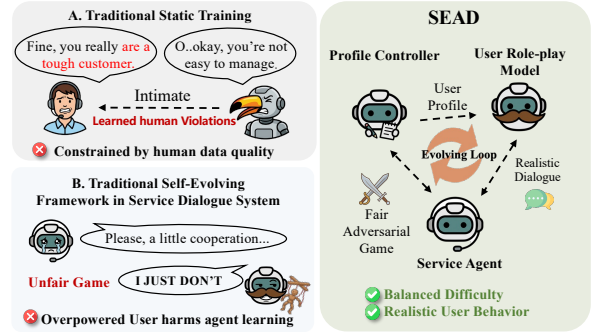 A. Traditional Static Training
Fine, you really are a
tough customer.
O..okay, you're not
easy to manage.
Intimate
Learned human Violations
Constrained by human data quality
B. Traditional Self-Evolving
Framework in Service Dialogue System
Please, a little cooperation...
Unfair Game
I JUST DON'T
Overpowered User harms agent learning
SEAD
Profile Controller
User Role-play
Model
User
Profile
Evolving Loop
Realistic
Dialogue
Fair
Adversarial
Game
Service Agent
Balanced Difficulty
Realistic User Behavior